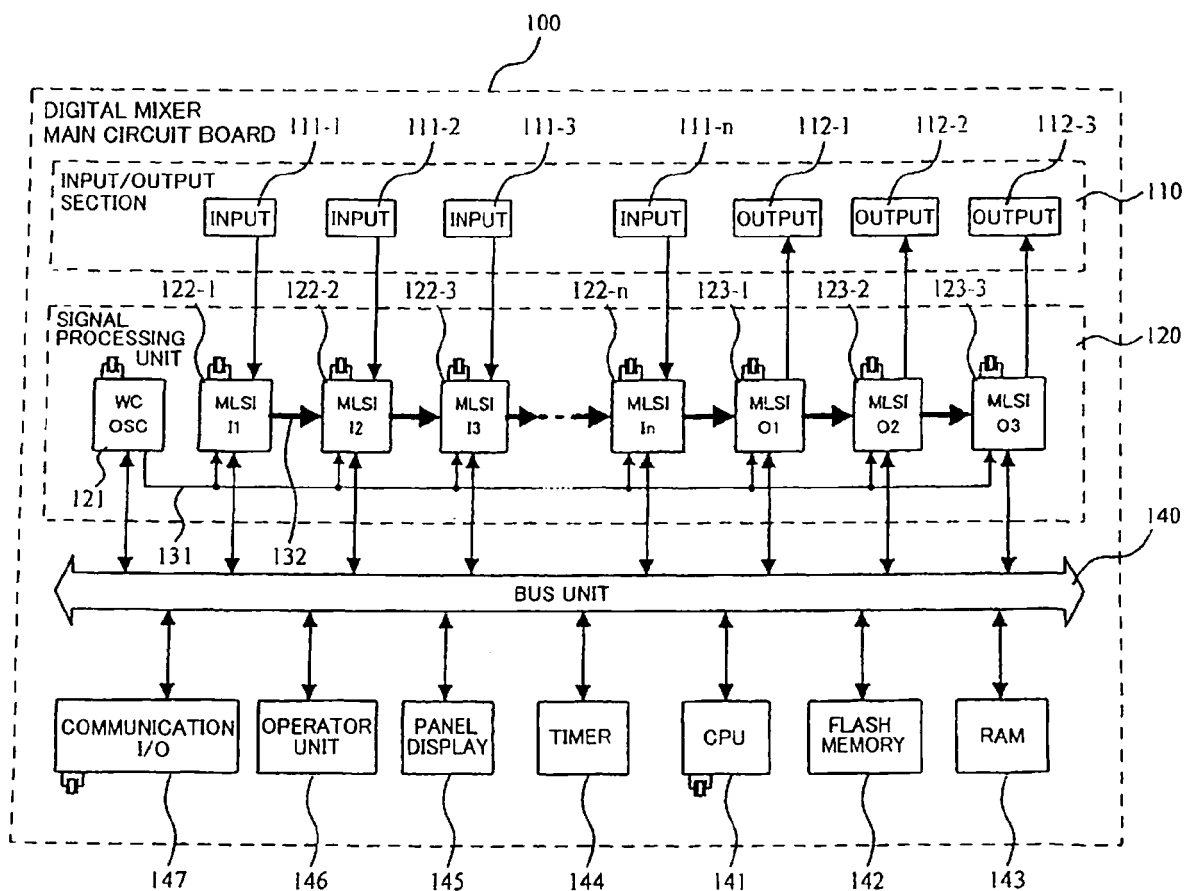 100
DIGITAL MIXER
MAIN CIRCUIT BOARD
111-1
111-2
111-3
111-n
112-1
112-2
112-3
INPUT/OUTPUT
SECTION
110
INPUT
INPUT
INPUT
INPUT
OUTPUT
OUTPUT
OUTPUT
122-1
122-2
122-3
122-n
123-1
123-2
123-3
SIGNAL
PROCESSING
UNIT
120
WC
OSC
MLSI
I1
MLSI
I2
MLSI
I3
MLSI
In
MLSI
O1
MLSI
O2
MLSI
O3
121
131
132
140
BUS UNIT
COMMUNICATION
I/O
OPERATOR
UNIT
PANEL
DISPLAY
TIMER
CPU
FLASH
MEMORY
RAM
147
146
145
144
141
142
143